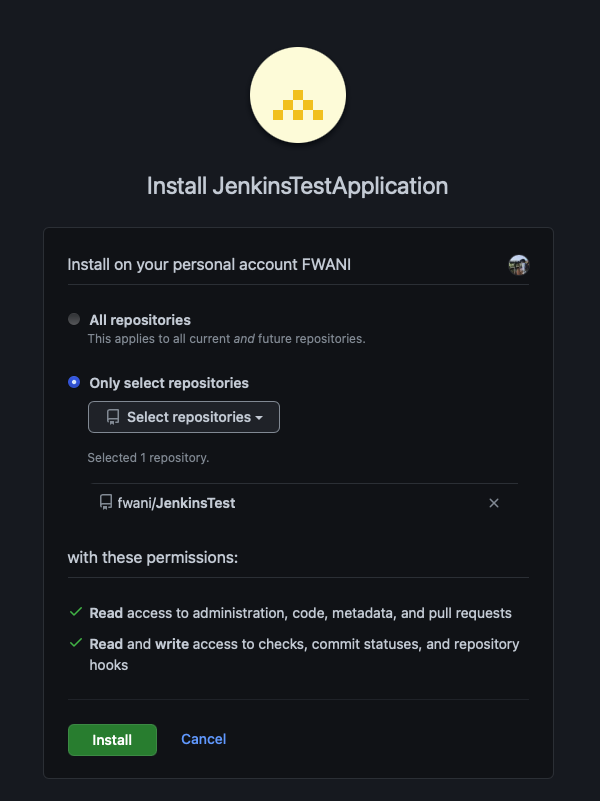 Install JenkinsTestApplication
Install on your personal account FWANI
All repositories
This applies to all current and future repositories.
Only select repositories
Select repositories
Selected 1 repository.
fwani/JenkinsTest
with these permissions:
Read access to administration, code, metadata, and pull requests
Read and write access to checks, commit statuses, and repository
hooks
Install Cancel